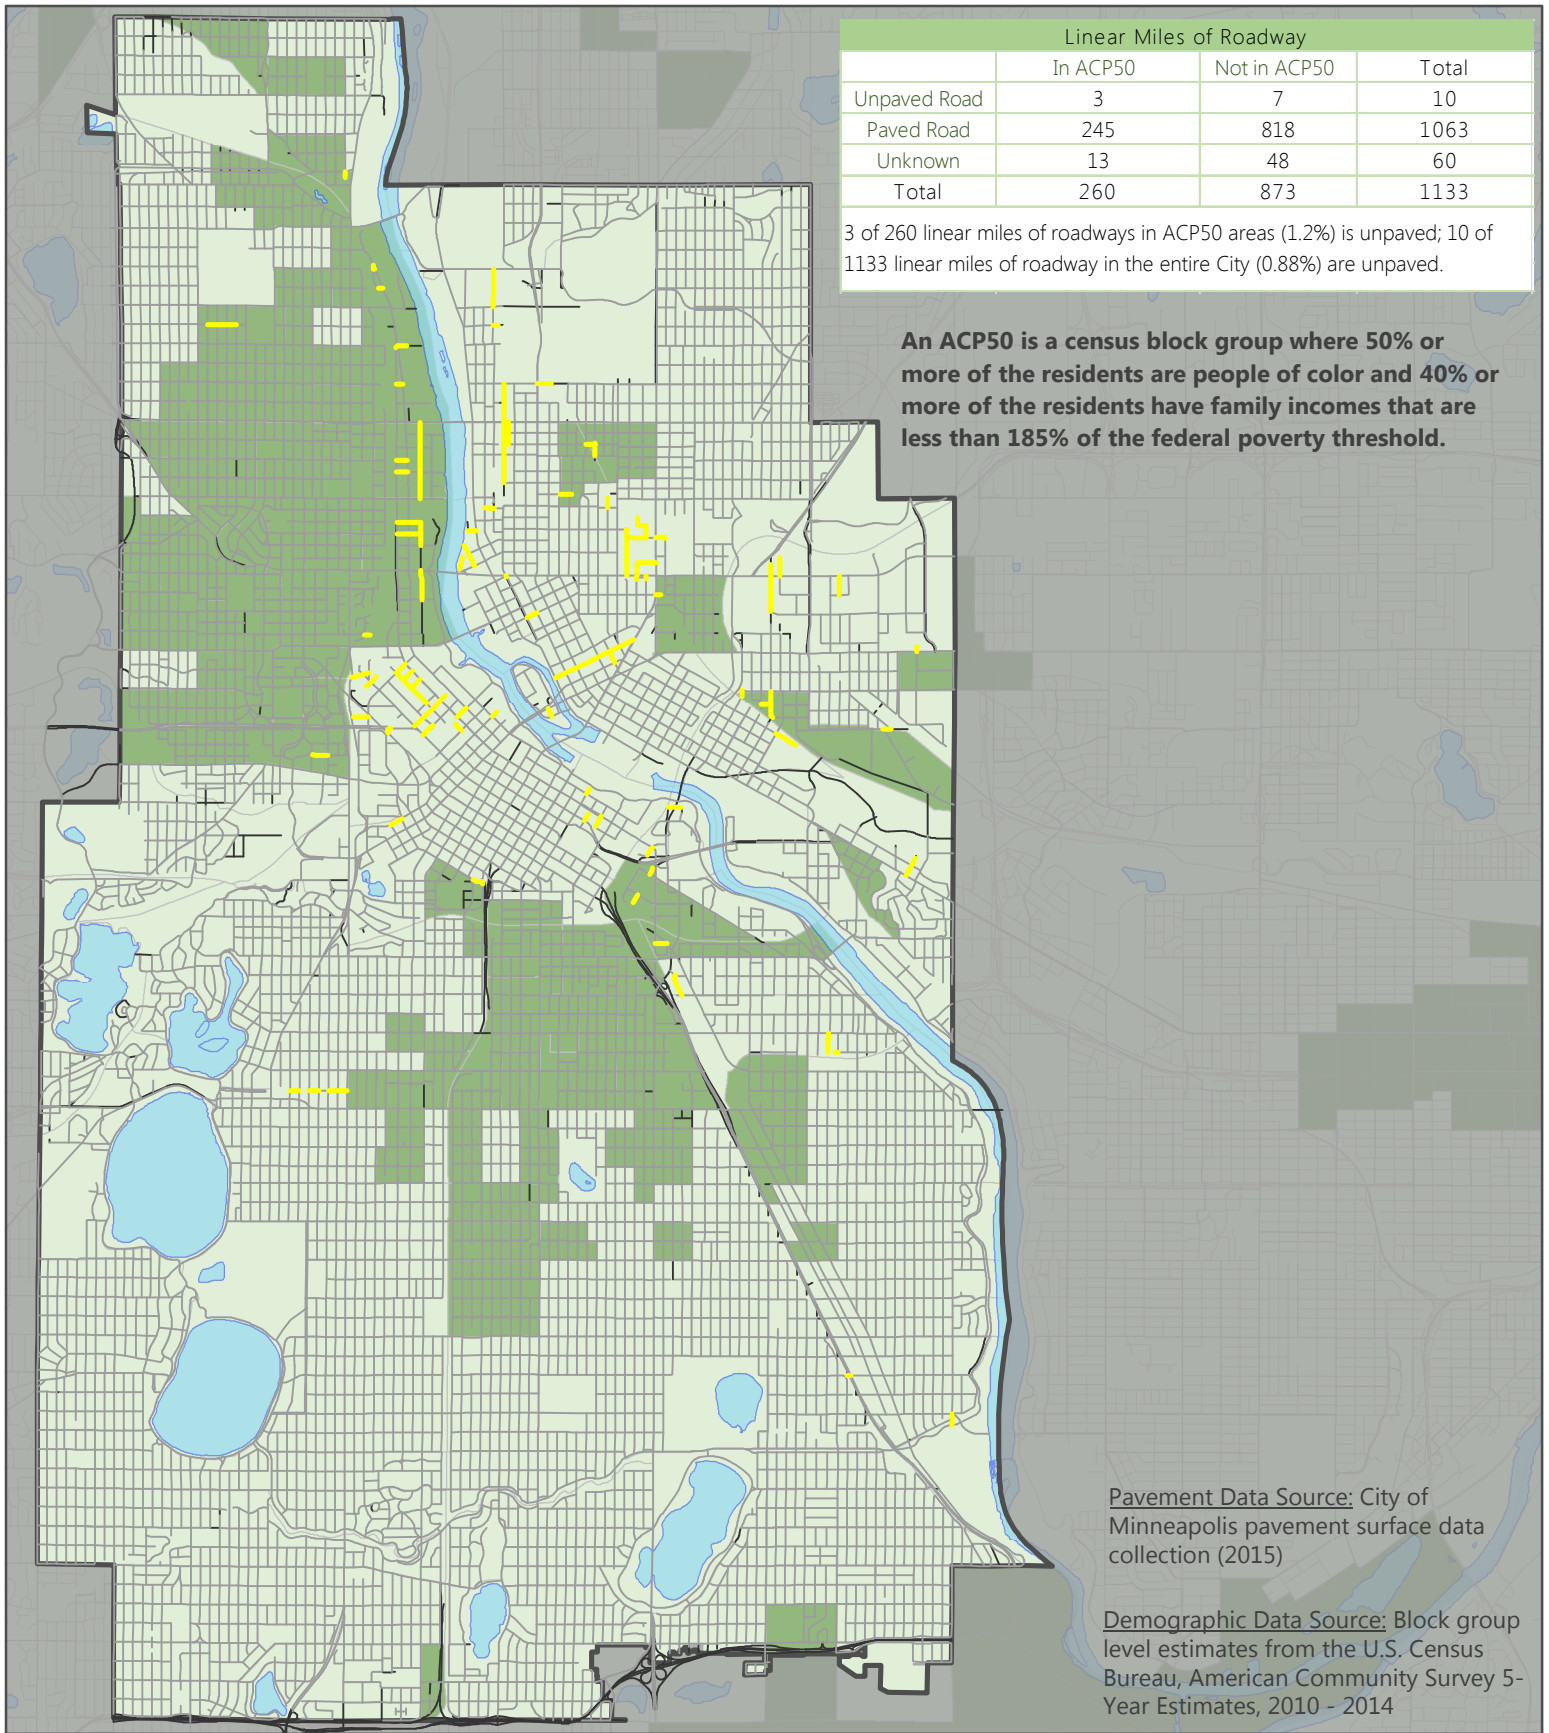 Linear Miles of Roadway
In ACP50 Not in ACP50 Total
Unpaved Road 3 7 10
Paved Road 245 818 1063
Unknown 13 48 60
Total 260 873 1133
3 of 260 linear miles of roadways in ACP50 areas (1.2%) is unpaved; 10 of
1133 linear miles of roadway in the entire City (0.88%) are unpaved.
An ACP50 is a census block group where 50% or
more of the residents are people of color and 40% or
more of the residents have family incomes that are
less than 185% of the federal poverty threshold.
Pavement Data Source: City of
Minneapolis pavement surface data
collection (2015)
Demographic Data Source: Block group
level estimates from the U.S. Census
Bureau, American Community Survey 5-
Year Estimates, 2010 - 2014